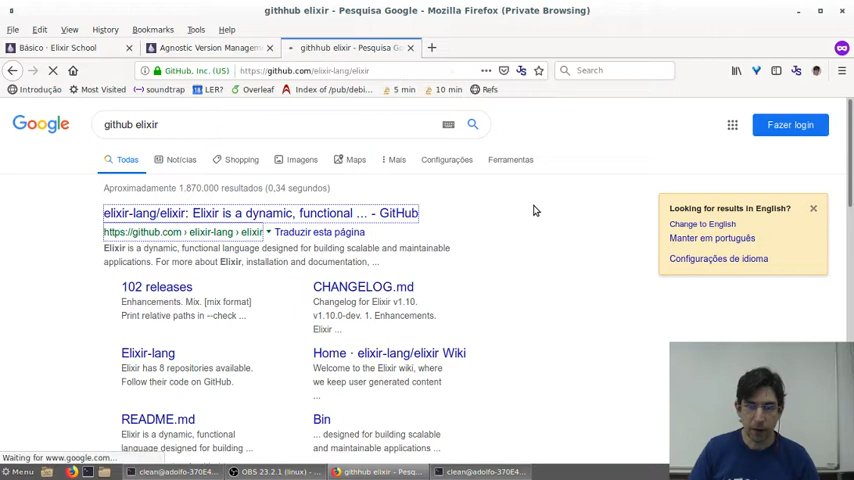 githhub elixir - Pesquisa Google - Mozilla Firefox (Private Browsing)
File Edit View History Bookmarks Tools Help
Básico · Elixir School
Agnostic Version Managem
githhub elixir - Pesquisa Go
GitHub, Inc. (US) https://github.com/elixir-lang/elixir
Search
Introdução Most Visited soundtrap LER? Overleaf Index of /pub/debi... 5 min 10 min Refs
Google
github elixir
Fazer login
Todas Notícias Shopping Imagens Maps Mais Configurações Ferramentas
Aproximadamente 1.870.000 resultados (0,34 segundos)
elixir-lang/elixir: Elixir is a dynamic, functional ... - GitHub
https://github.com › elixir-lang › elixir Traduzir esta página
Elixir is a dynamic, functional language designed for building scalable and maintainable
applications. For more about Elixir, installation and documentation, ...
Looking for results in English?
Change to English
Manter em português
Configurações de idioma
102 releases
Enhancements. Mix. [mix format]
Print relative paths in --check ...
CHANGELOG.md
Changelog for Elixir v1.10.
v1.10.0-dev. 1. Enhancements.
Elixir ...
Elixir-lang
Elixir has 8 repositories available.
Follow their code on GitHub.
Home · elixir-lang/elixir Wiki
Welcome to the Elixir wiki, where
we keep user generated content
...
README.md
Elixir is a dynamic, functional
language designed for building
Bin
... designed for building scalable
and maintainable applications.
Waiting for www.google.com...
Menu
clean@adolfo-370E4...
OBS 23.2.1 (linux) - ...
githhub elixir - Pesq...
clean@adolfo-370E4...